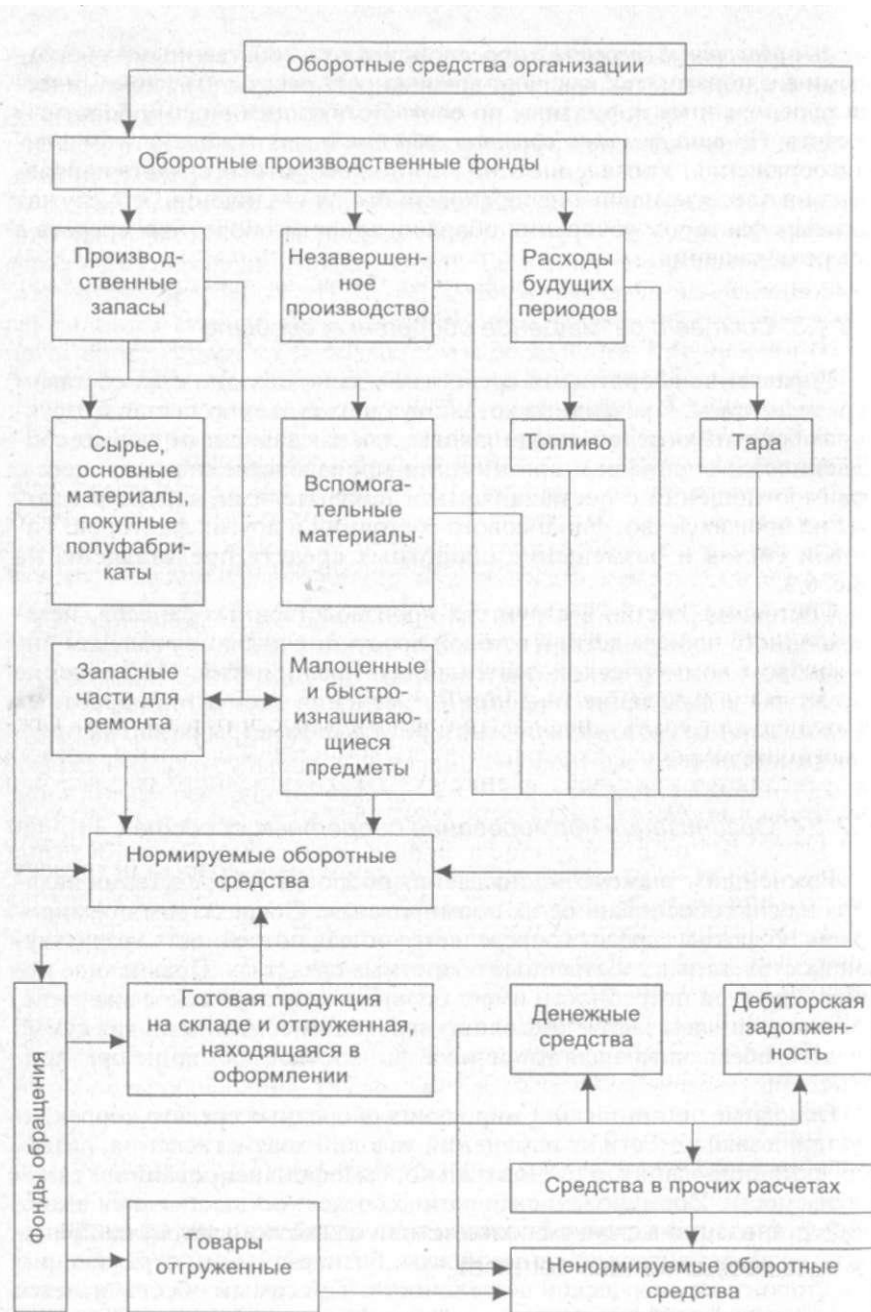 Оборотные средства организации
Оборотные производственные фонды
Производ-
ственные
запасы
Незавершен-
ное
производство
Расходы
будущих
периодов
Сырье,
основные
материалы,
покупные
полуфабри-
каты
Вспомога-
тельные
материалы
Топливо
Тара
Запасные
части для
ремонта
Малоценные
и быстро-
изнашиваю-
щиеся
предметы
Нормируемые оборотные
средства
Фонды обращения
Готовая продукция
на складе и отгруженная,
находящаяся в
оформлении
Денежные
средства
Дебиторская
задолжен-
ность
Средства в прочих расчетах
Товары
отгруженные
Ненормируемые оборотные
средства